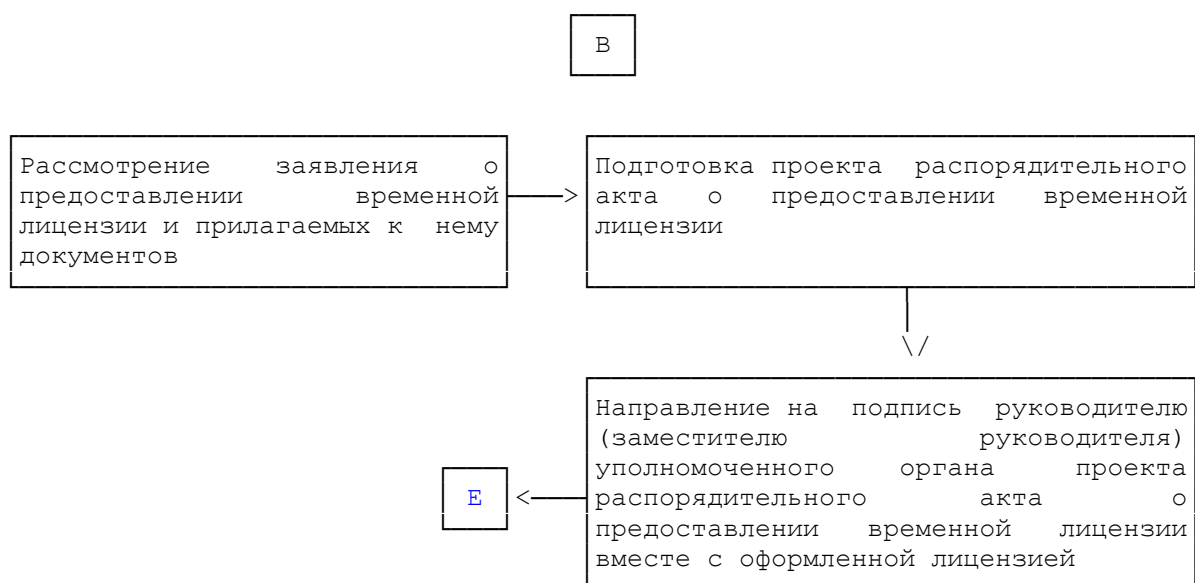 В
Рассмотрение заявления о
предоставлении временной
лицензии и прилагаемых к нему
документов
Подготовка проекта распорядительного
акта о предоставлении временной
лицензии
Направление на подпись руководителю
(заместителю руководителя)
уполномоченного органа проекта
распорядительного акта о
предоставлении временной лицензии
вместе с оформленной лицензией
Е